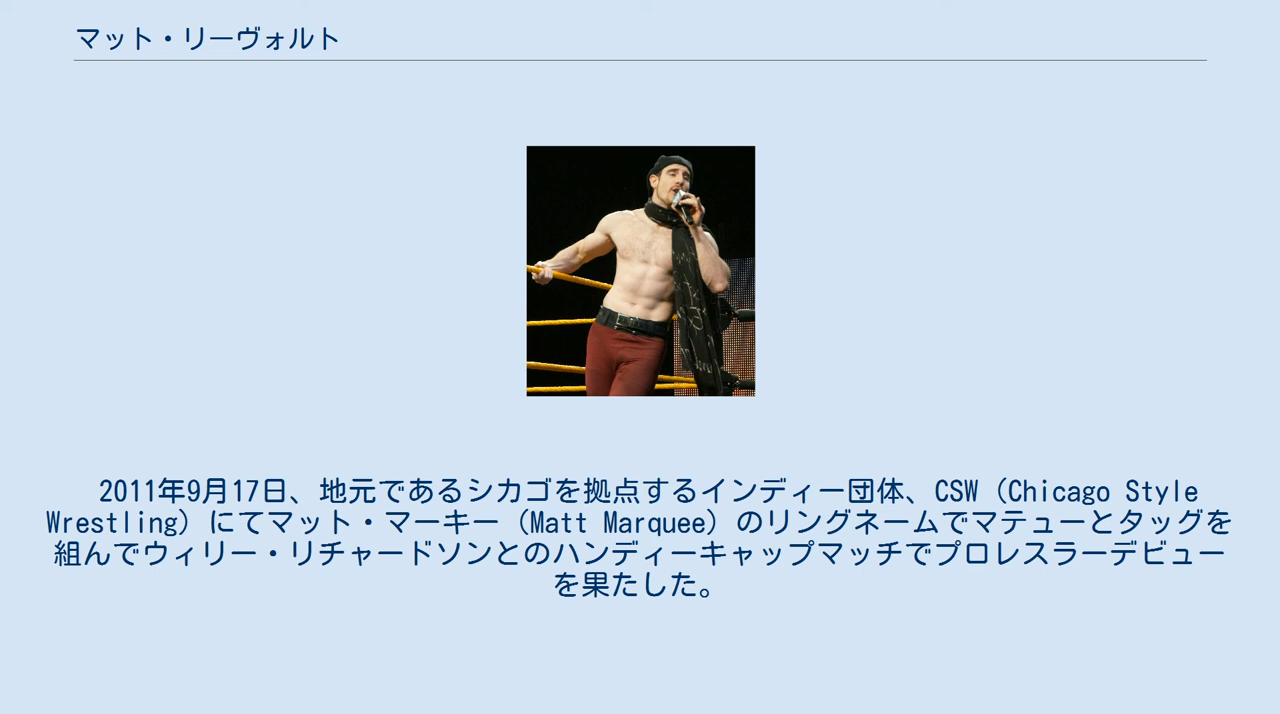 マット・リーヴォルト
2011年9月17日、地元であるシカゴを拠点するインディー団体、CSW（Chicago Style
Wrestling）にてマット・マーキー（Matt Marquee）のリングネームでマテューとタッグを
組んでウィリー・リチャードソンとのハンディーキャップマッチでプロレスラーデビュー
を果たした。